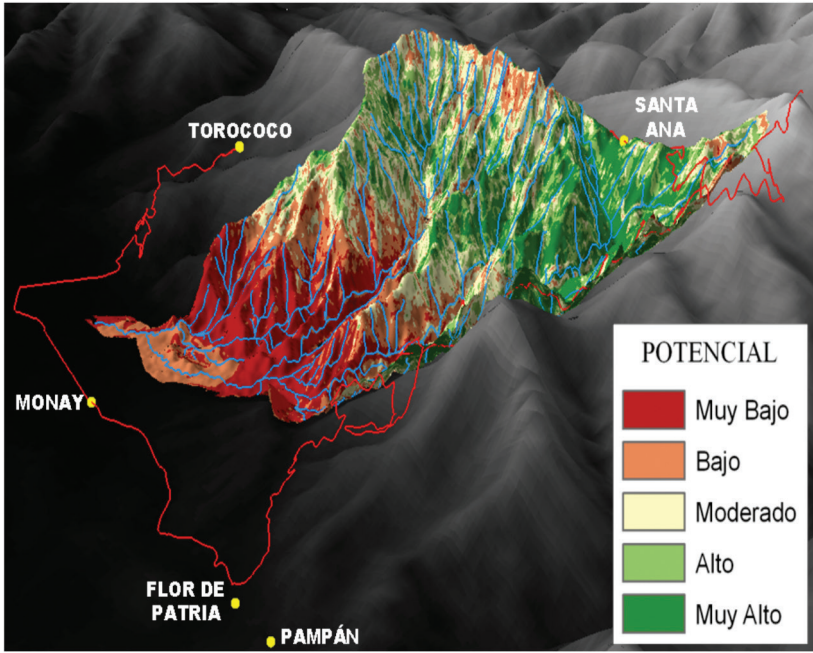 TOROCOCO
SANTA
ANA
MONAY
FLOR DE
PATRIA
PAMPÁN
POTENCIAL
Muy Bajo
Bajo
Moderado
Alto
Muy Alto